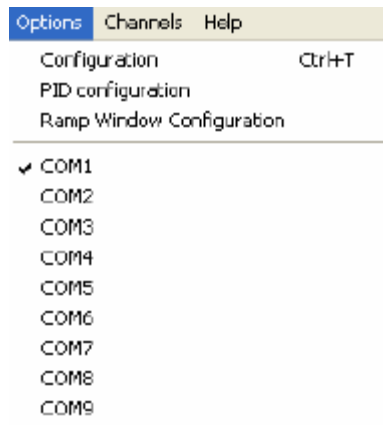 Options Channels Help
Configuration Ctrl+T
PID configuration
Ramp Window Configuration
COM1
COM2
COM3
COM4
COM5
COM6
COM7
COM8
COM9